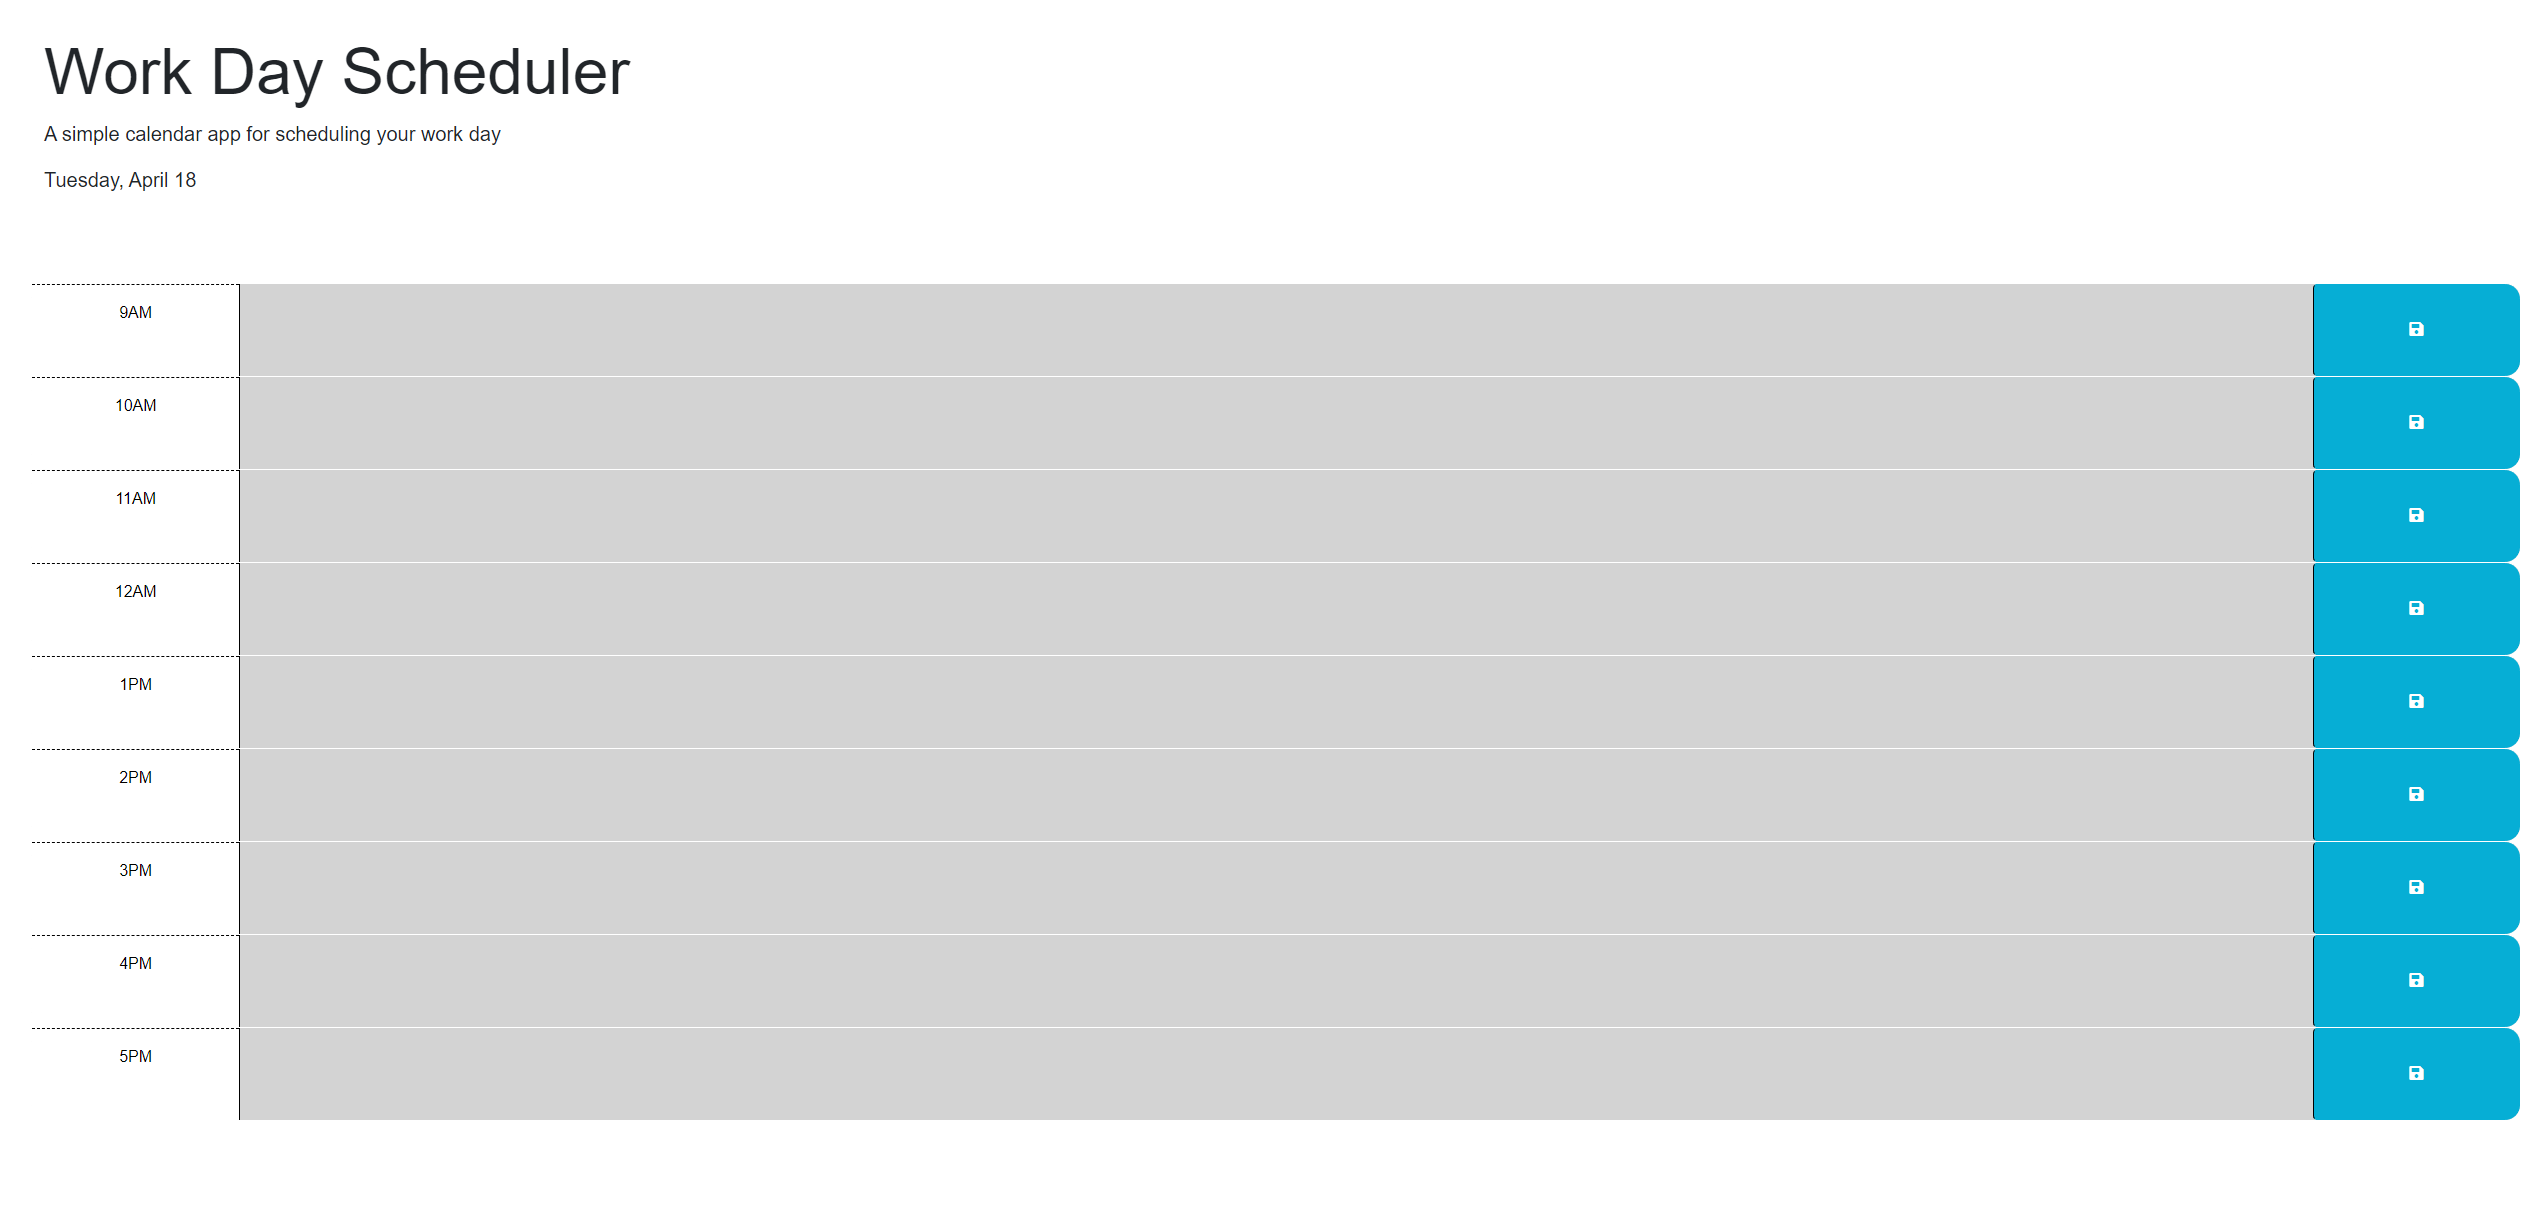 Work Day Scheduler
A simple calendar app for scheduling your work day
Tuesday, April 18
9AM
10AM
11AM
12AM
1PM
2PM
3PM
4PM
5PM